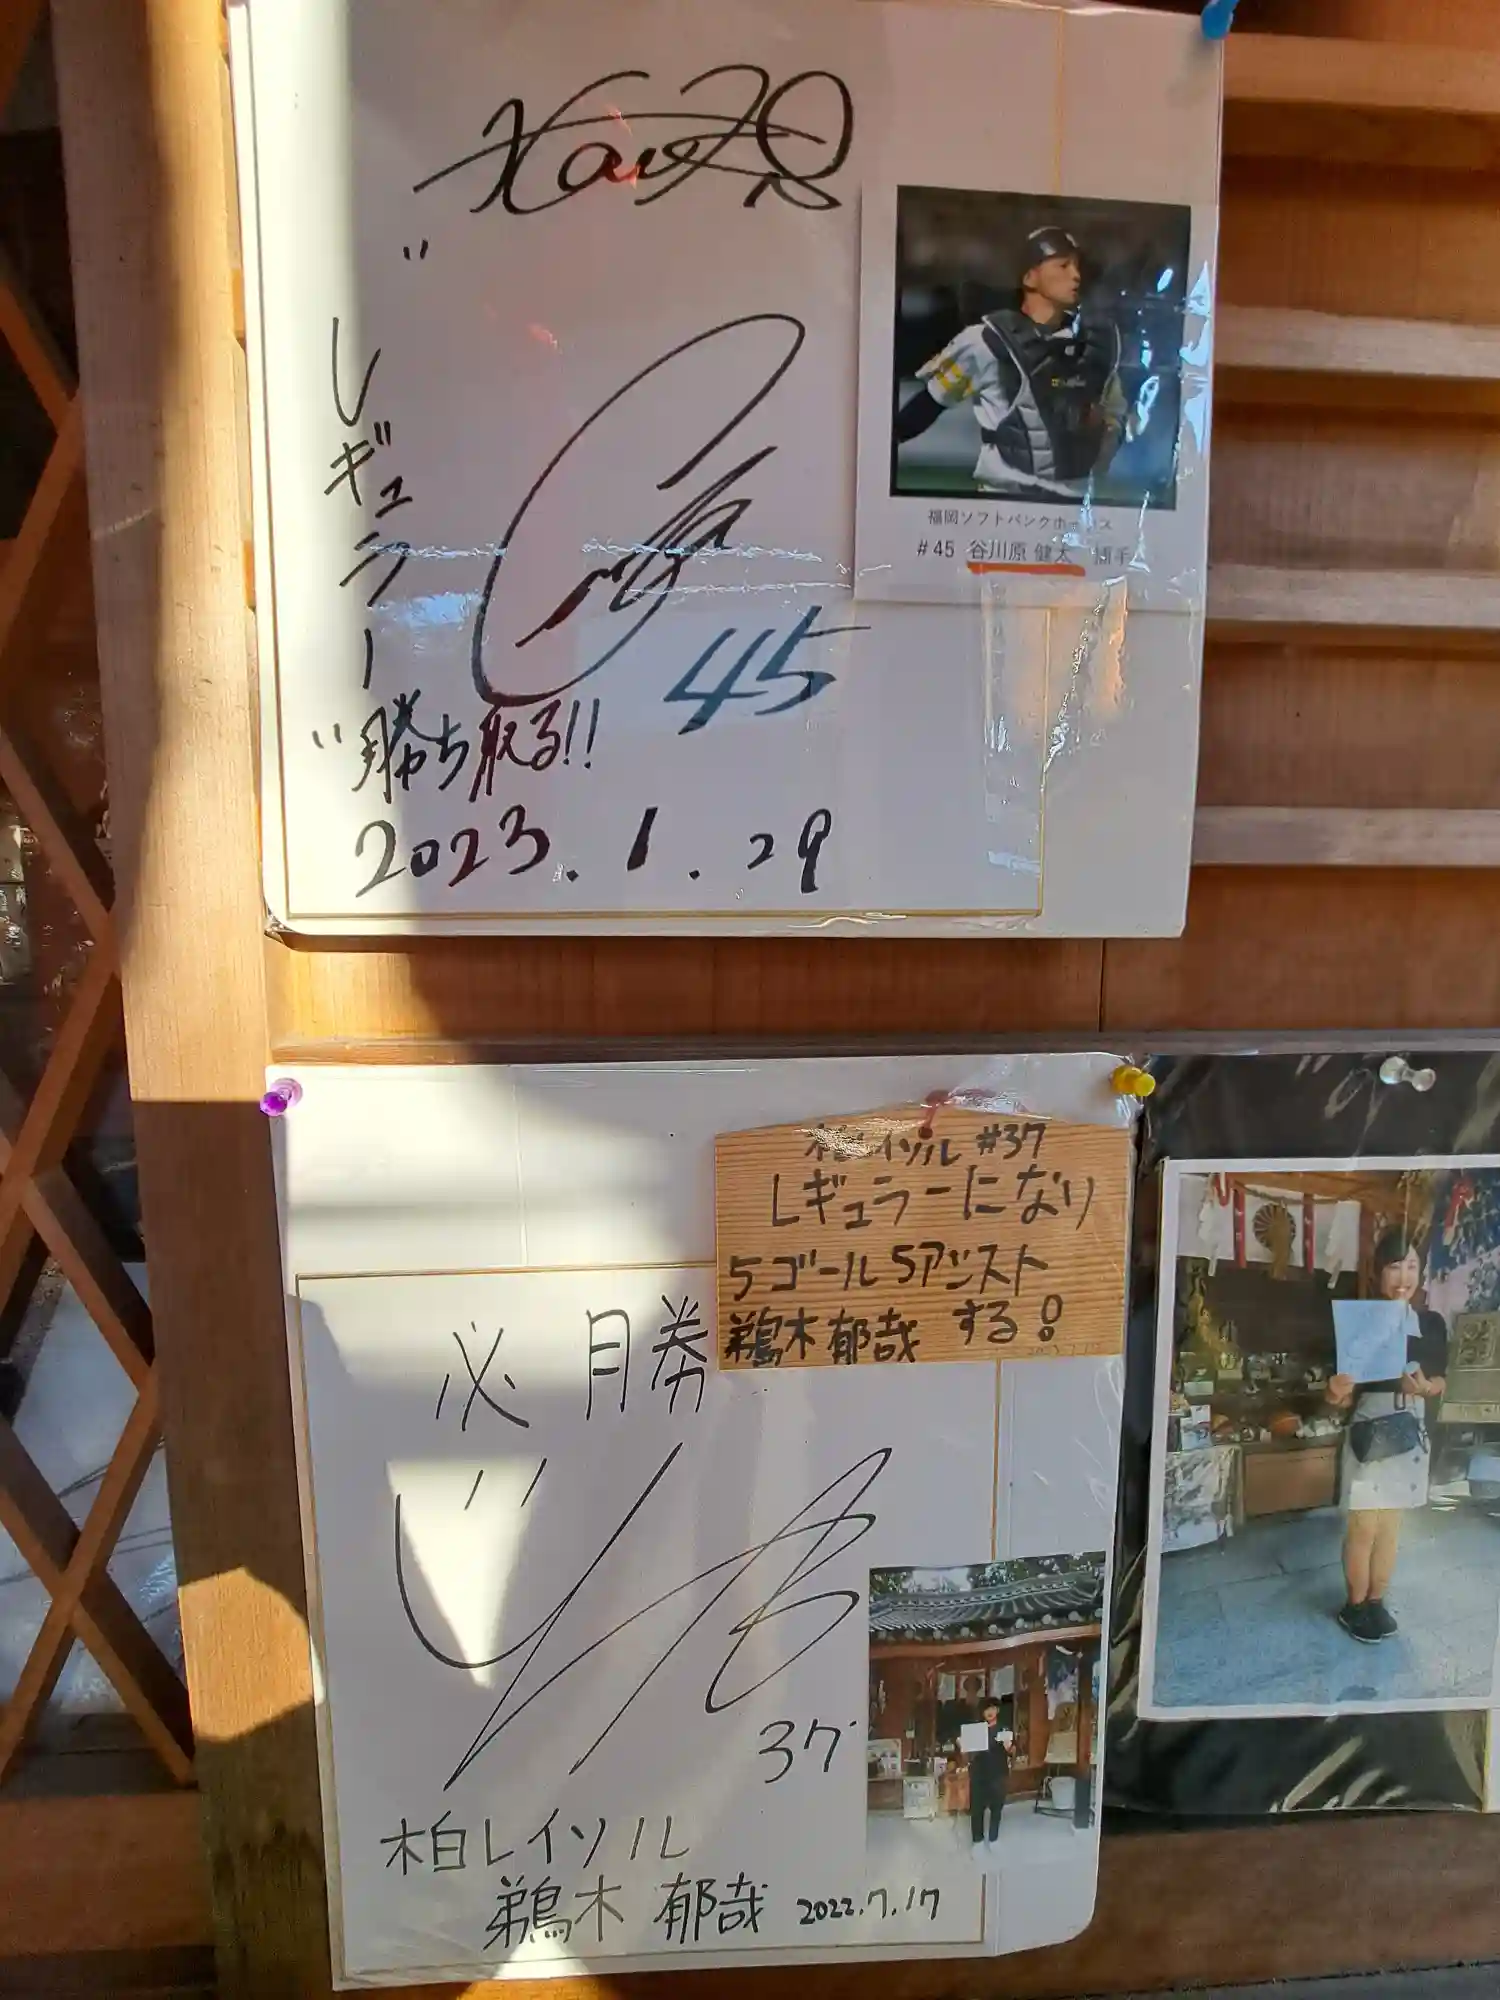 "レギュラー
"勝ち取る!!
45
2023.1.29
福岡ソフトバンクホークス
#45 谷川原 健太 捕手
柏レイソル #37
レギュラーになり
5ゴール 5アシスト
鵜木 郁哉 する!
必勝
37
柏レイソル
鵜木 郁哉 2022.7.17